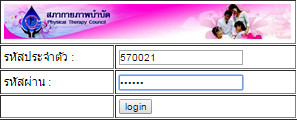 สภากายภาพบำบัด
Physical Therapy Council
รหัสประจำตัว : 570021
รหัสผ่าน : ••••••
login